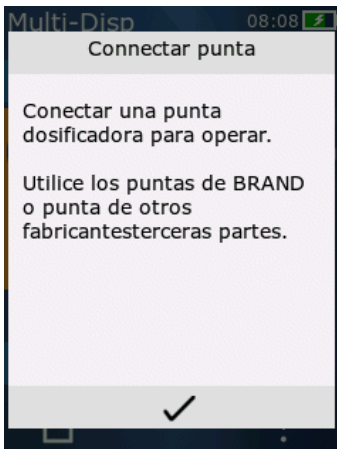 Multi-Disp 08:08
Connectar punta
Conectar una punta
dosificadora para operar.
Utilice los puntas de BRAND
o punta de otros
fabricantesterceras partes.